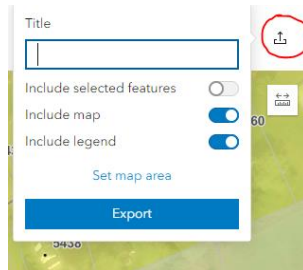 Title
Include selected features
Include map
60
Include legend
Set map area
Export
5438